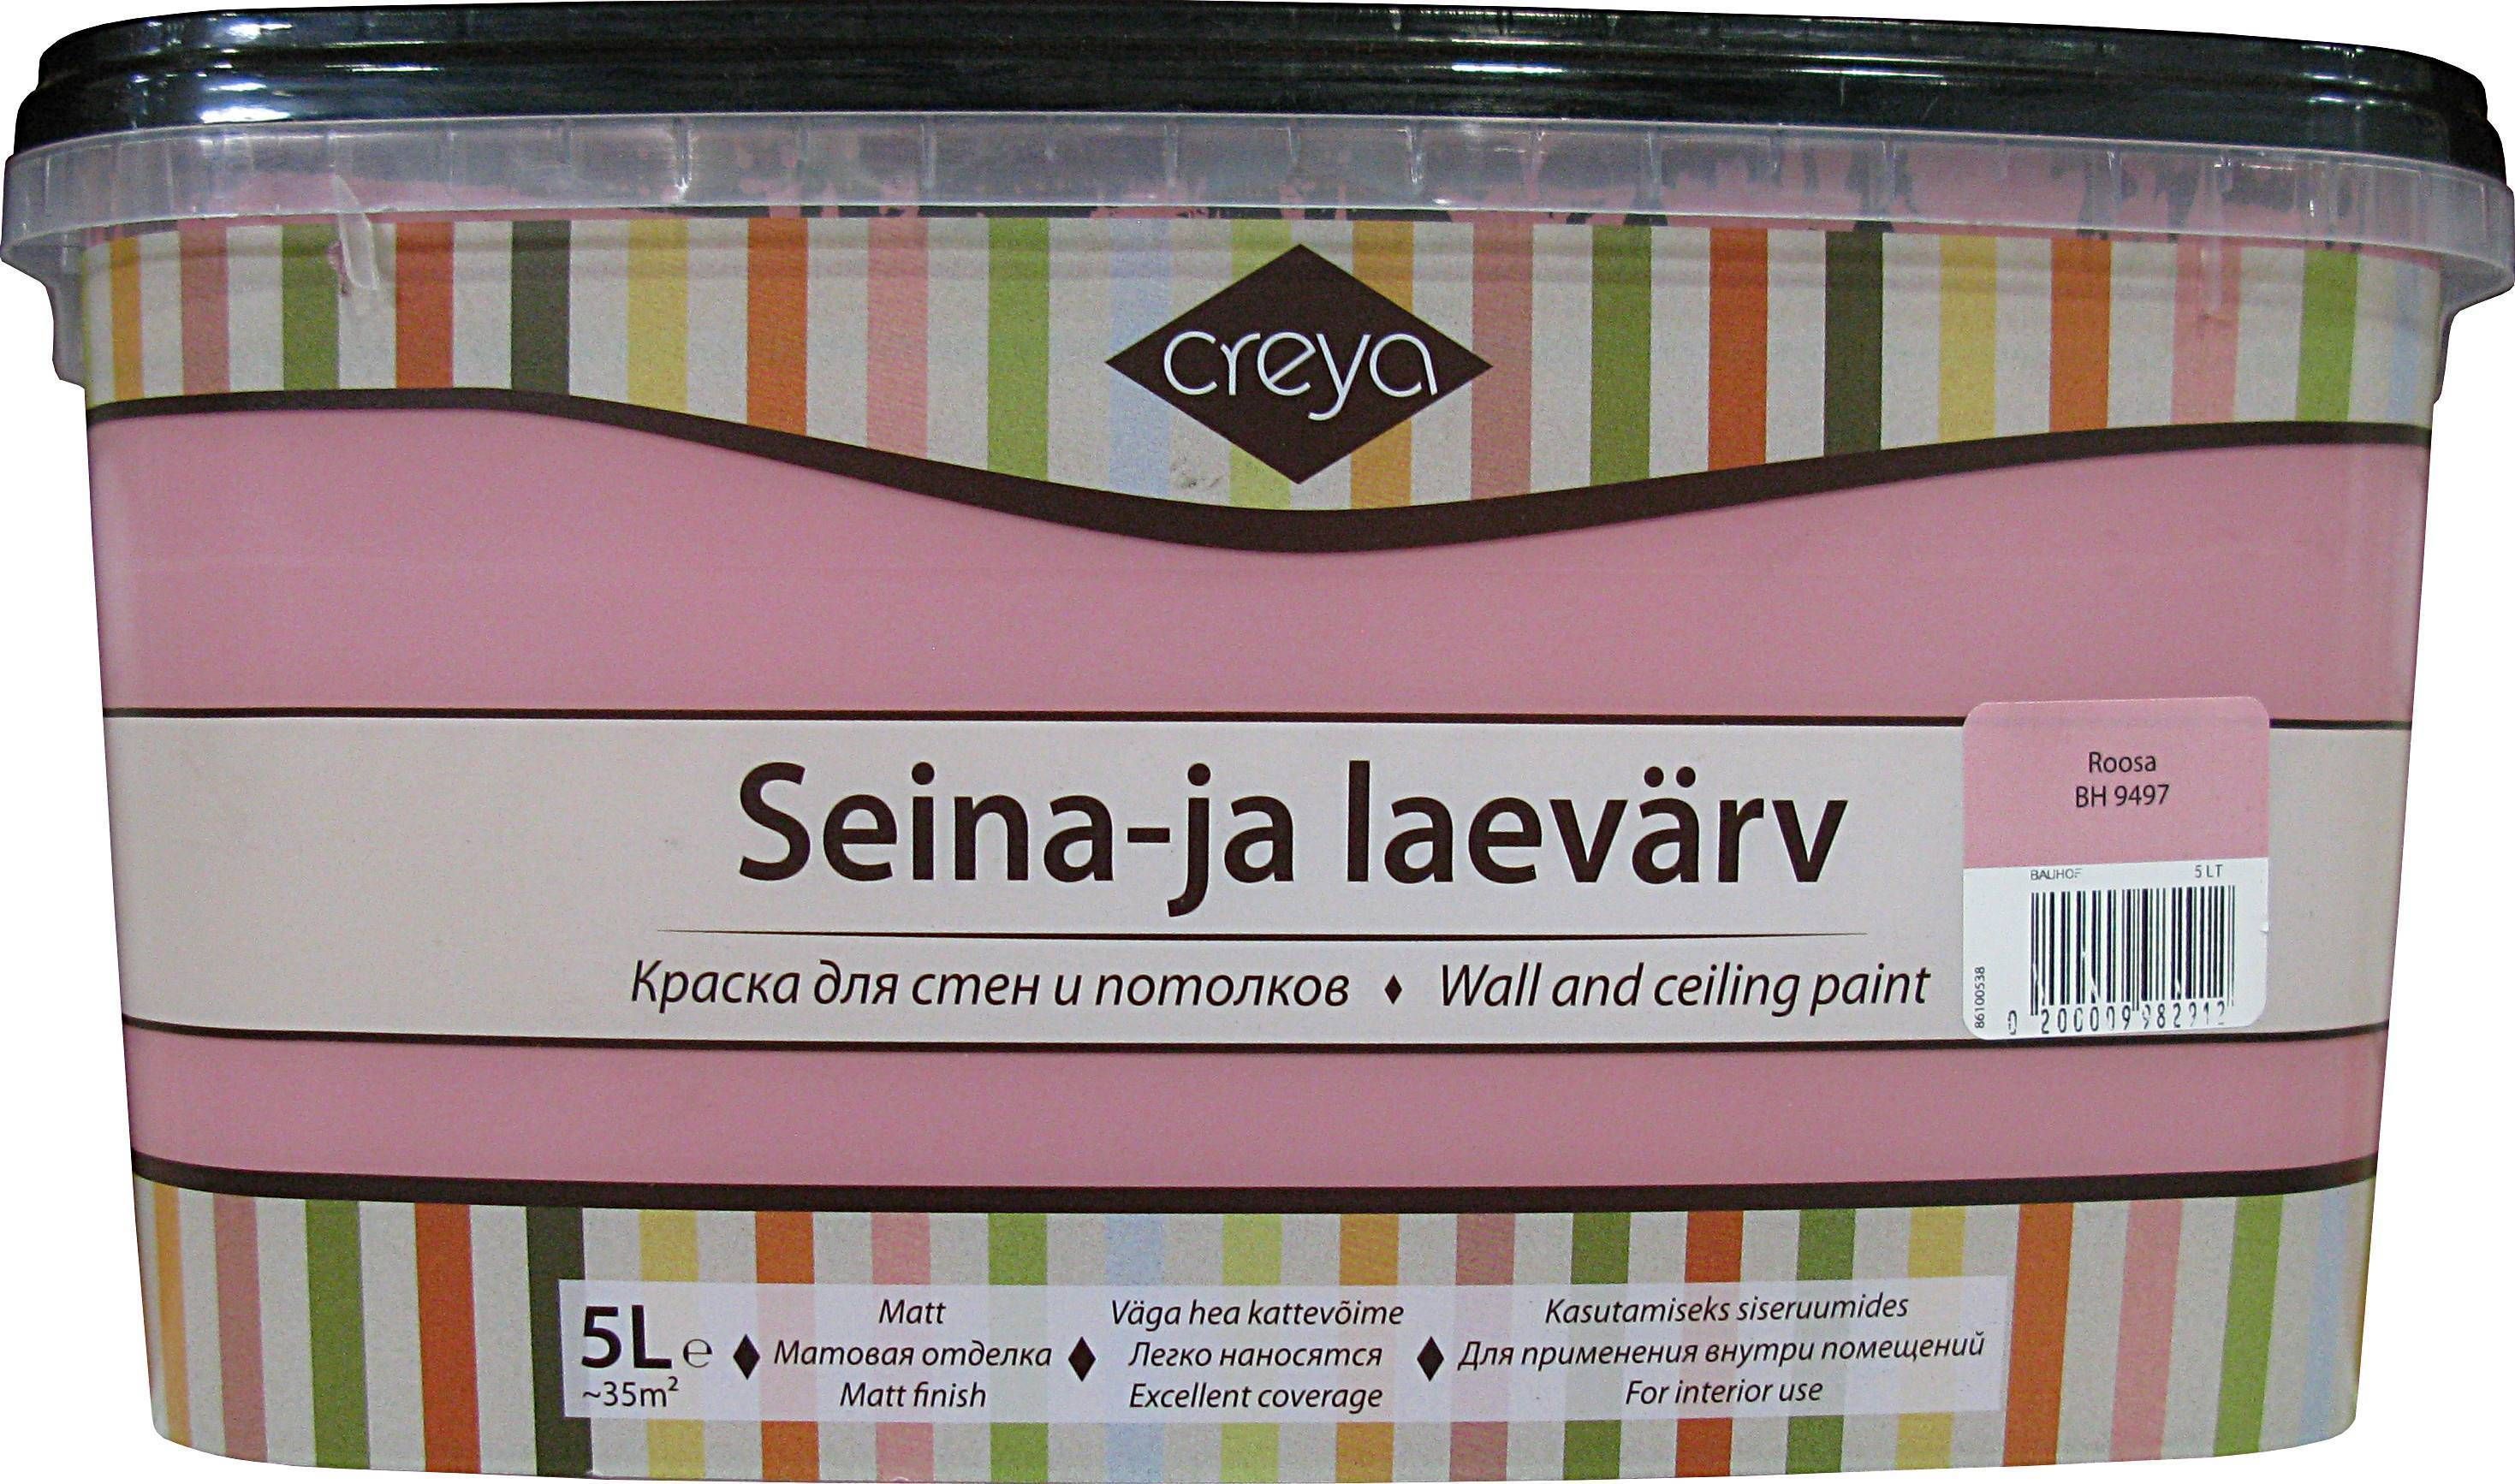 creya
Seina-ja laevärv
Краска для стен и потолков ♦ Wall and ceiling paint
Roosa
BH 9497
BAUHOF 5 LT
86100538
5L ℮
~35m²
Matt
Матовая отделка
Matt finish
Väga hea kattevõime
Легко наносятся
Excellent coverage
Kasutamiseks siseruumides
Для применения внутри помещений
For interior use